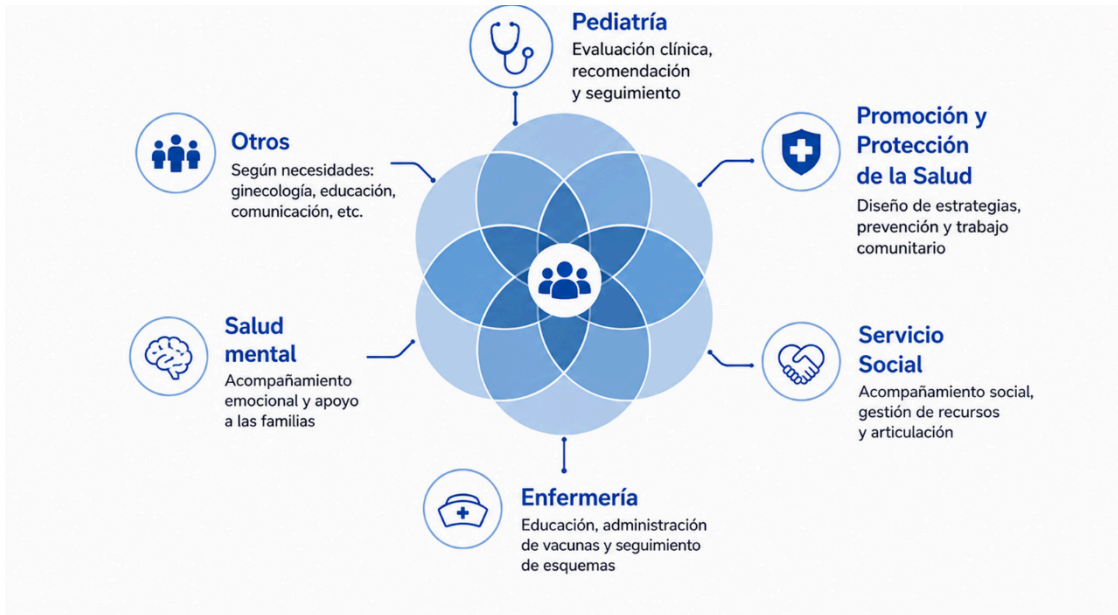 Pediatría
Evaluación clínica,
recomendación
y seguimiento
Promoción y
Protección
de la Salud
Diseño de estrategias,
prevención y trabajo
comunitario
Servicio
Social
Acompañamiento social,
gestión de recursos
y articulación
Enfermería
Educación, administración
de vacunas y seguimiento
de esquemas
Salud
mental
Acompañamiento
emocional y apoyo
a las familias
Otros
Según necesidades:
ginecología, educación,
comunicación, etc.